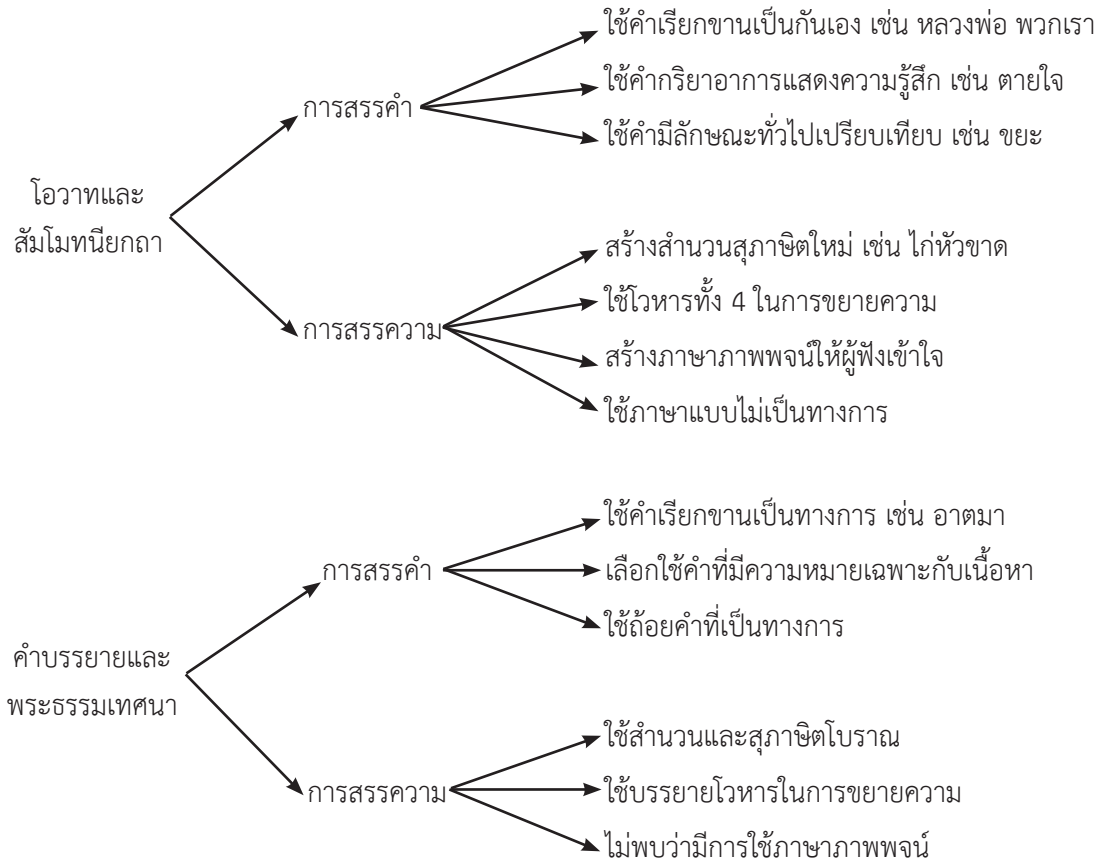 ใช้คำเรียกขานเป็นกันเอง เช่น หลวงพ่อ พวกเรา
ใช้คำกริยาอาการแสดงความรู้สึก เช่น ตายใจ
การสรรคำ
ใช้คำมีลักษณะทั่วไปเปรียบเทียบ เช่น ขยะ
โอวาทและ
สัมโมทนียกถา
สร้างสำนวนสุภาษิตใหม่ เช่น ไก่หัวขาด
ใช้โวหารทั้ง 4 ในการขยายความ
การสรรความ
สร้างภาษาภาพพจน์ให้ผู้ฟังเข้าใจ
ใช้ภาษาแบบไม่เป็นทางการ
ใช้คำเรียกขานเป็นทางการ เช่น อาตมา
การสรรคำ
เลือกใช้คำที่มีความหมายเฉพาะกับเนื้อหา
ใช้ถ้อยคำที่เป็นทางการ
คำบรรยายและ
พระธรรมเทศนา
ใช้สำนวนและสุภาษิตโบราณ
การสรรความ
ใช้บรรยายโวหารในการขยายความ
ไม่พบว่ามีการใช้ภาษาภาพพจน์